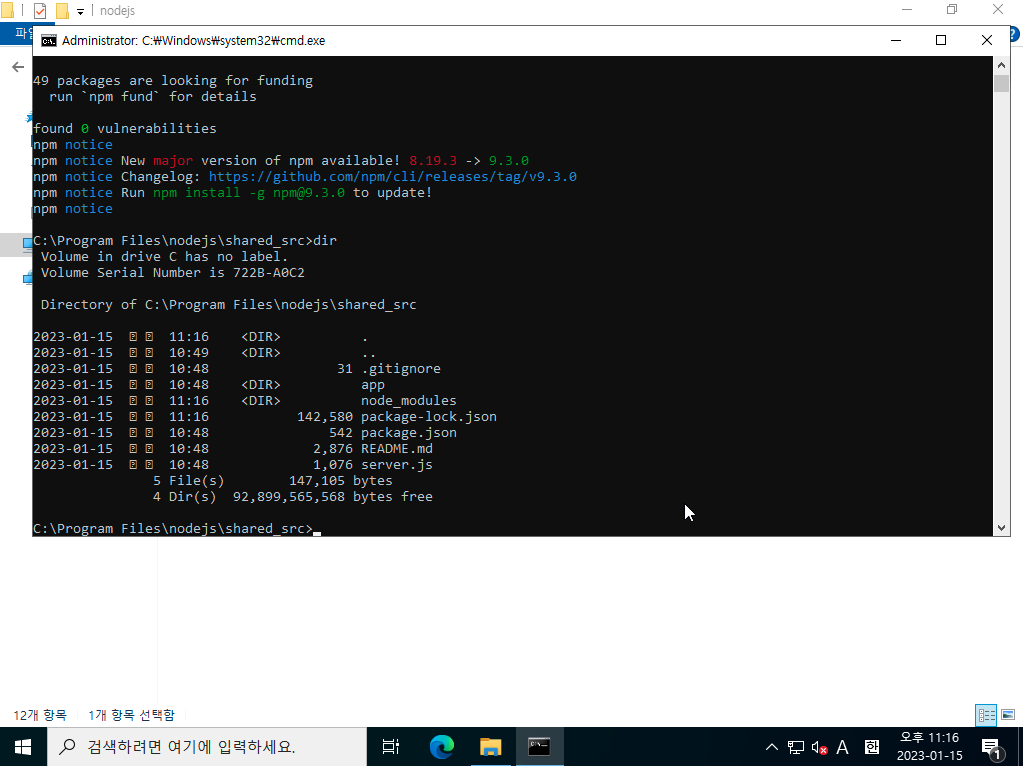 nodejs
파일
Administrator: C:₩Windows₩system32₩cmd.exe
49 packages are looking for funding
run `npm fund` for details
found 0 vulnerabilities
npm notice
npm notice New major version of npm available! 8.19.3 -> 9.3.0
npm notice Changelog: https://github.com/npm/cli/releases/tag/v9.3.0
npm notice Run npm install -g npm@9.3.0 to update!
npm notice
C:\Program Files\nodejs\shared_src>dir
Volume in drive C has no label.
Volume Serial Number is 722B-A0C2
Directory of C:\Program Files\nodejs\shared_src
2023-01-15 11:16 <DIR> .
2023-01-15 10:49 <DIR> ..
2023-01-15 10:48 31 .gitignore
2023-01-15 10:48 <DIR> app
2023-01-15 11:16 <DIR> node_modules
2023-01-15 11:16 142,580 package-lock.json
2023-01-15 10:48 542 package.json
2023-01-15 10:48 2,876 README.md
2023-01-15 10:48 1,076 server.js
5 File(s) 147,105 bytes
4 Dir(s) 92,899,565,568 bytes free
C:\Program Files\nodejs\shared_src>
12개 항목 1개 항목 선택함
검색하려면 여기에 입력하세요.
A 한
오후 11:16
2023-01-15
1